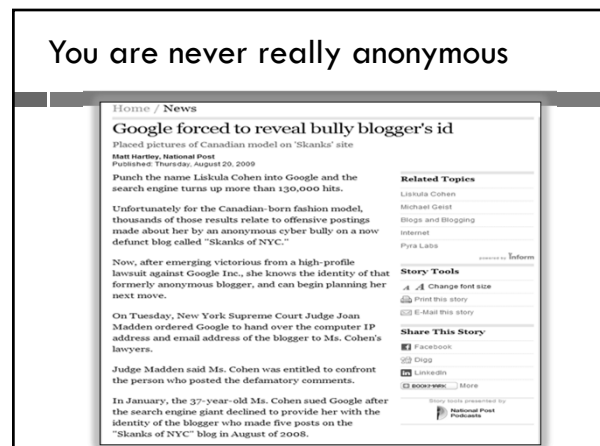 You are never really anonymous
Home / News
Google forced to reveal bully blogger's id
Placed pictures of Canadian model on 'Skanks' site
Matt Hartley, National Post
Published: Thursday, August 20, 2009
Punch the name Liskula Cohen into Google and the
search engine turns up more than 130,000 hits.
Unfortunately for the Canadian-born fashion model,
thousands of those results relate to offensive postings
made about her by an anonymous cyber bully on a now
defunct blog called "Skanks of NYC."
Now, after emerging victorious from a high-profile
lawsuit against Google Inc., she knows the identity of that
formerly anonymous blogger, and can begin planning her
next move.
On Tuesday, New York Supreme Court Judge Joan
Madden ordered Google to hand over the computer IP
address and email address of the blogger to Ms. Cohen's
lawyers.
Judge Madden said Ms. Cohen was entitled to confront
the person who posted the defamatory comments.
In January, the 37-year-old Ms. Cohen sued Google after
the search engine giant declined to provide her with the
identity of the blogger who made five posts on the
"Skanks of NYC" blog in August of 2008.
Related Topics
Liskula Cohen
Michael Geist
Blogs and Blogging
Internet
Pyra Labs
powered by Inform
Story Tools
A A Change font size
Print this story
E-Mail this story
Share This Story
Facebook
Digg
LinkedIn
BOOKMARK More
Story tools presented by
National Post
Podcasts